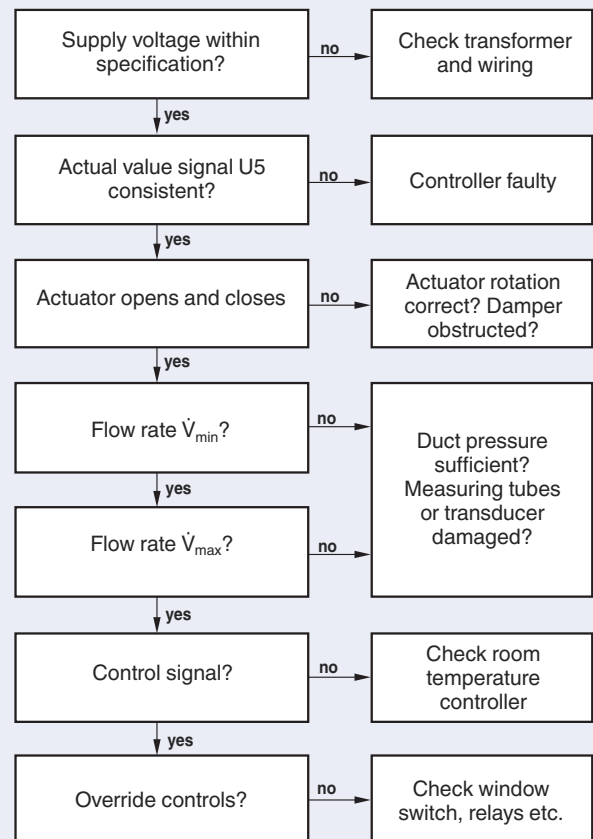 Supply voltage within
specification?
no
Check transformer
and wiring
yes
Actual value signal U5
consistent?
no
Controller faulty
yes
Actuator opens and closes
no
Actuator rotation
correct? Damper
obstructed?
yes
Flow rate V̇min?
no
Duct pressure
sufficient?
Measuring tubes
or transducer
damaged?
yes
Flow rate V̇max?
no
yes
Control signal?
no
Check room
temperature
controller
yes
Override controls?
no
Check window
switch, relays etc.